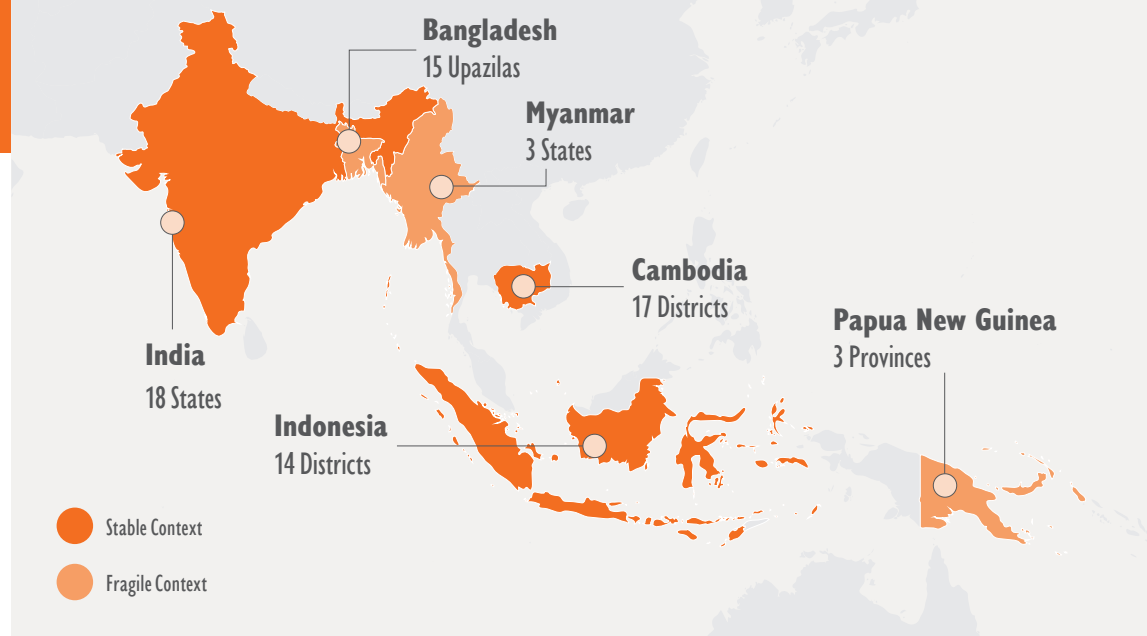 Bangladesh
15 Upazilas
Myanmar
3 States
Cambodia
17 Districts
Papua New Guinea
3 Provinces
India
18 States
Indonesia
14 Districts
Stable Context
Fragile Context